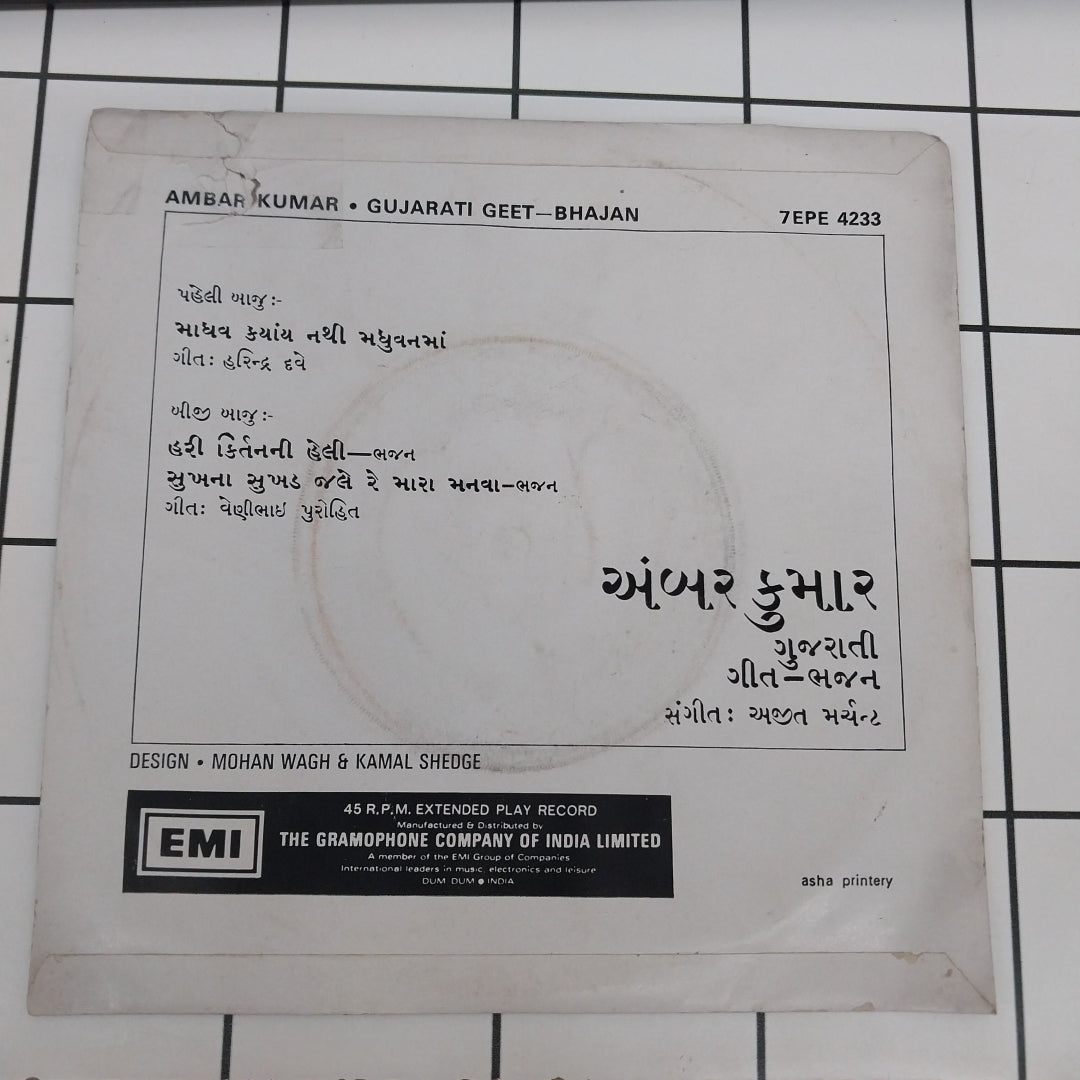 AMBAR KUMAR • GUJARATI GEET—BHAJAN 7EPE 4233
પહેલી બાજુ :-
માધવ કયાંય નથી મધુવનમાં
ગીત: હરિન્દ્ર દવે
બીજી બાજુ :-
હરી કિર્તનની હેલી—ભજન
સુખના સુખડ જલે રે મારા મનવા—ભજન
ગીત: વેણીભાઇ પુરોહિત
અંબર કુમાર
ગુજરાતી
ગીત—ભજન
સંગીત: અજીત મર્ચન્ટ
DESIGN • MOHAN WAGH & KAMAL SHEDGE
EMI
45 R.P.M. EXTENDED PLAY RECORD
Manufactured & Distributed by
THE GRAMOPHONE COMPANY OF INDIA LIMITED
A member of the EMI Group of Companies
International leaders in music, electronics and leisure
DUM DUM ● INDIA
asha printery